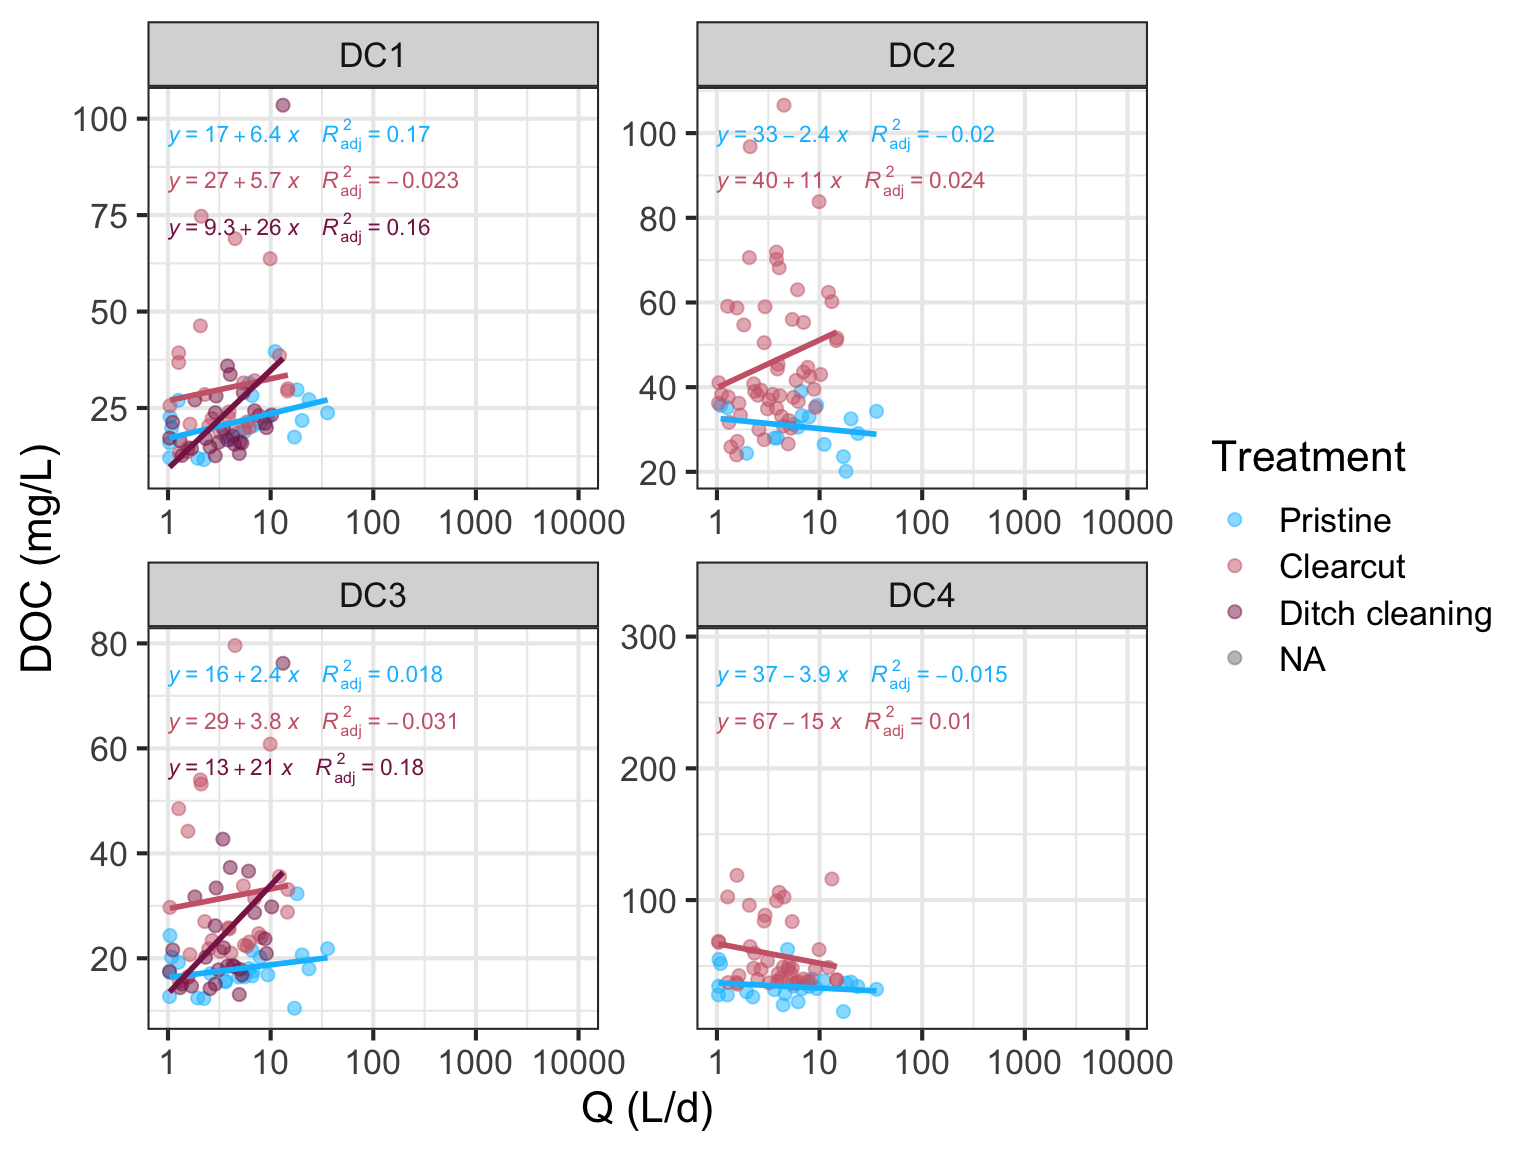 DC1
100
75
50
25
y = 17 + 6.4 x R²adj = 0.17
y = 27 + 5.7 x R²adj = −0.023
y = 9.3 + 26 x R²adj = 0.16
1 10 100 1000 10000
DC2
100
80
60
40
20
y = 33 − 2.4 x R²adj = −0.02
y = 40 + 11 x R²adj = 0.024
1 10 100 1000 10000
DC3
80
60
40
20
y = 16 + 2.4 x R²adj = 0.018
y = 29 + 3.8 x R²adj = −0.031
y = 13 + 21 x R²adj = 0.18
1 10 100 1000 10000
DC4
300
200
100
y = 37 − 3.9 x R²adj = −0.015
y = 67 − 15 x R²adj = 0.01
1 10 100 1000 10000
DOC (mg/L)
Q (L/d)
Treatment
Pristine
Clearcut
Ditch cleaning
NA